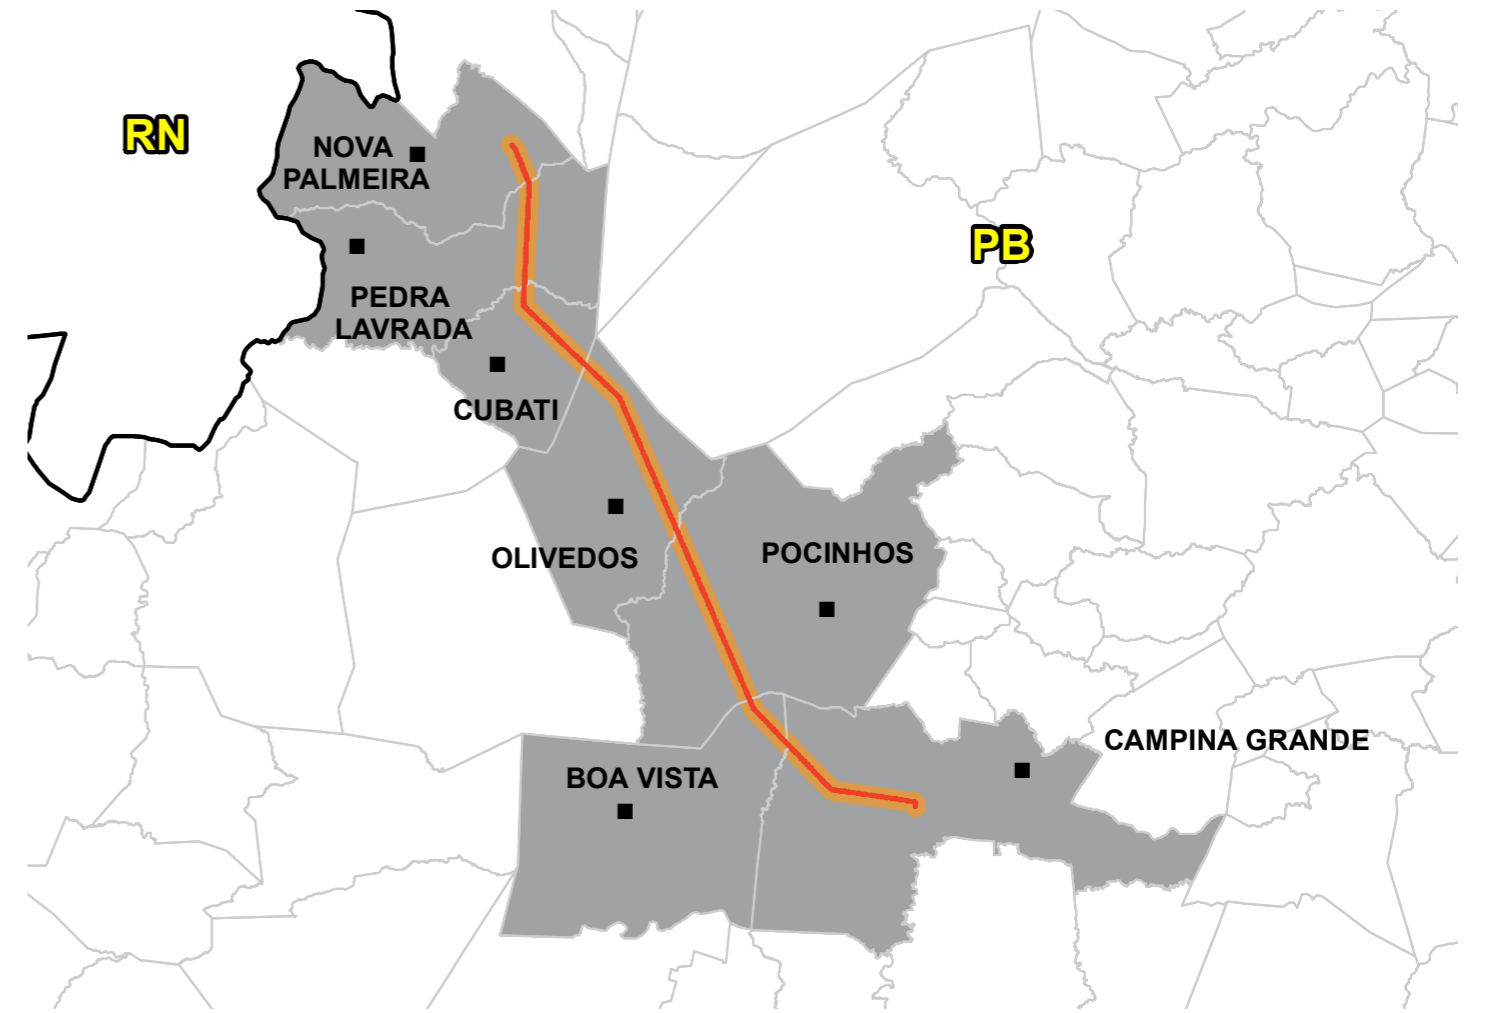 RN
NOVA
PALMEIRA
PB
PEDRA
LAVRADA
CUBATI
OLIVEDOS
POCINHOS
CAMPINA GRANDE
BOA VISTA